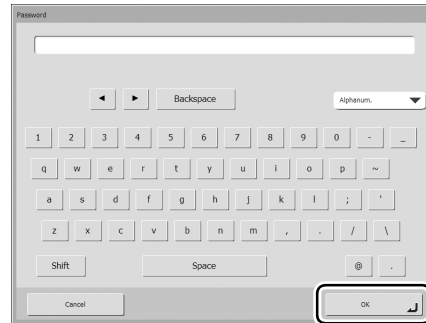 Password
◄ ► Backspace Alphanum.
1 2 3 4 5 6 7 8 9 0 - _
q w e r t y u i o p ~
a s d f g h j k l ; '
z x c v b n m , . / \
Shift Space @ .
Cancel OK